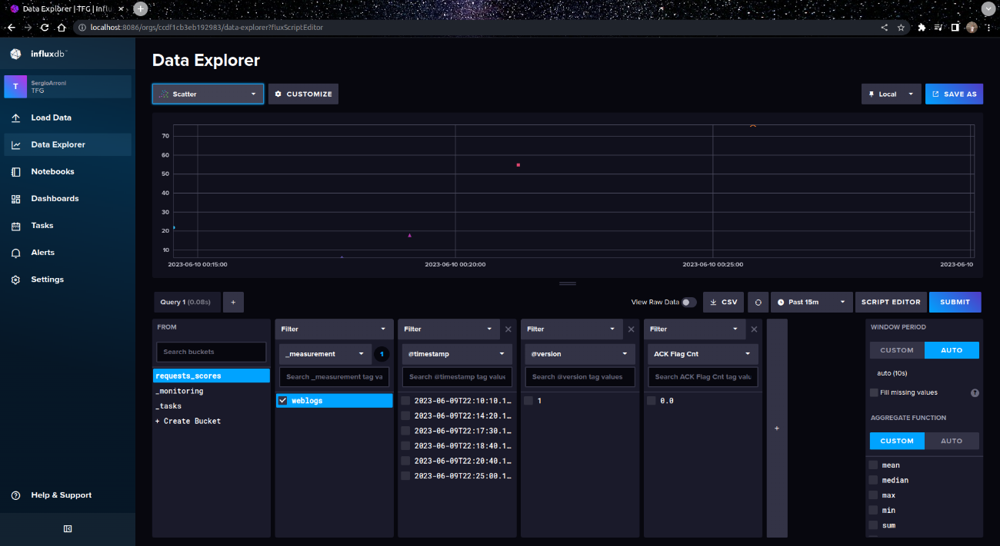 Data Explorer | TFG | Influ
localhost:8086/orgs/ccdf1cb3eb192983/data-explorer?fluxScriptEditor
influxdb™
T
SergioArroni
TFG
Load Data
Data Explorer
Notebooks
Dashboards
Tasks
Alerts
Settings
Help & Support
Data Explorer
Scatter
CUSTOMIZE
Local
SAVE AS
70
60
50
40
30
20
10
2023-06-10 00:15:00
2023-06-10 00:20:00
2023-06-10 00:25:00
2023-06-10
Query 1 (0.08s)
+
View Raw Data
CSV
Past 15m
SCRIPT EDITOR
SUBMIT
FROM
Search buckets
requests_scores
_monitoring
_tasks
+ Create Bucket
Filter
_measurement
1
Search _measurement tag va
weblogs
Filter
@timestamp
Search @timestamp tag values
2023-06-09T22:10:10.1…
2023-06-09T22:14:20.1…
2023-06-09T22:17:30.1…
2023-06-09T22:18:40.1…
2023-06-09T22:20:40.1…
2023-06-09T22:25:00.1…
Filter
@version
Search @version tag values
1
Filter
ACK Flag Cnt
Search ACK Flag Cnt tag valu
0.0
+
WINDOW PERIOD
CUSTOM
AUTO
auto (10s)
Fill missing values
?
AGGREGATE FUNCTION
CUSTOM
AUTO
mean
median
max
min
sum